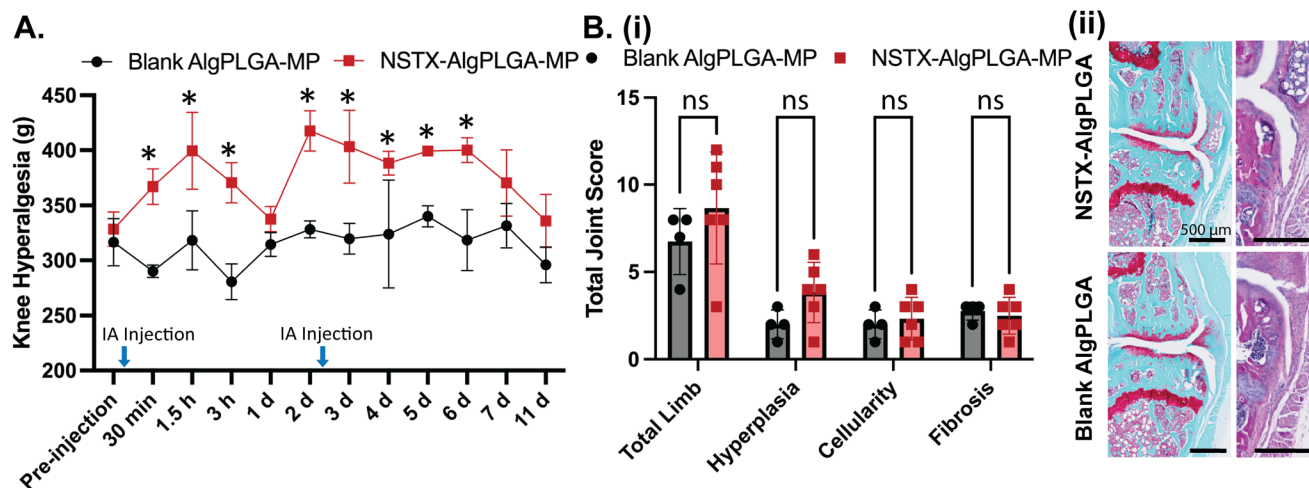 A.
Blank AlgPLGA-MP NSTX-AlgPLGA-MP
Knee Hyperalgesia (g)
450
400
350
300
250
200
* * * * * * * *
IA Injection IA Injection
Pre-injection 30 min 1.5 h 3 h 1 d 2 d 3 d 4 d 5 d 6 d 7 d 11 d
B. (i)
Blank AlgPLGA-MP NSTX-AlgPLGA-MP
Total Joint Score
15
10
5
0
ns ns ns ns
Total Limb Hyperplasia Cellularity Fibrosis
(ii)
NSTX-AlgPLGA
500 µm
Blank AlgPLGA